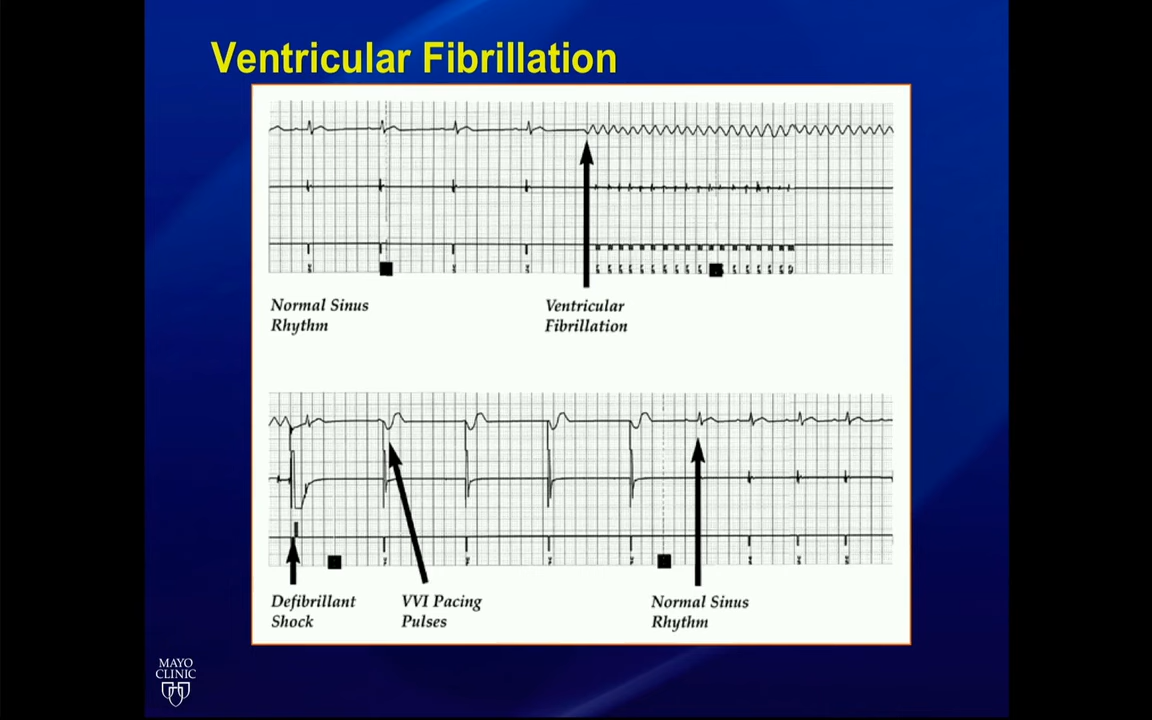 Ventricular Fibrillation
Normal Sinus
Rhythm
Ventricular
Fibrillation
Defibrillant
Shock
VVI Pacing
Pulses
Normal Sinus
Rhythm
MAYO
CLINIC